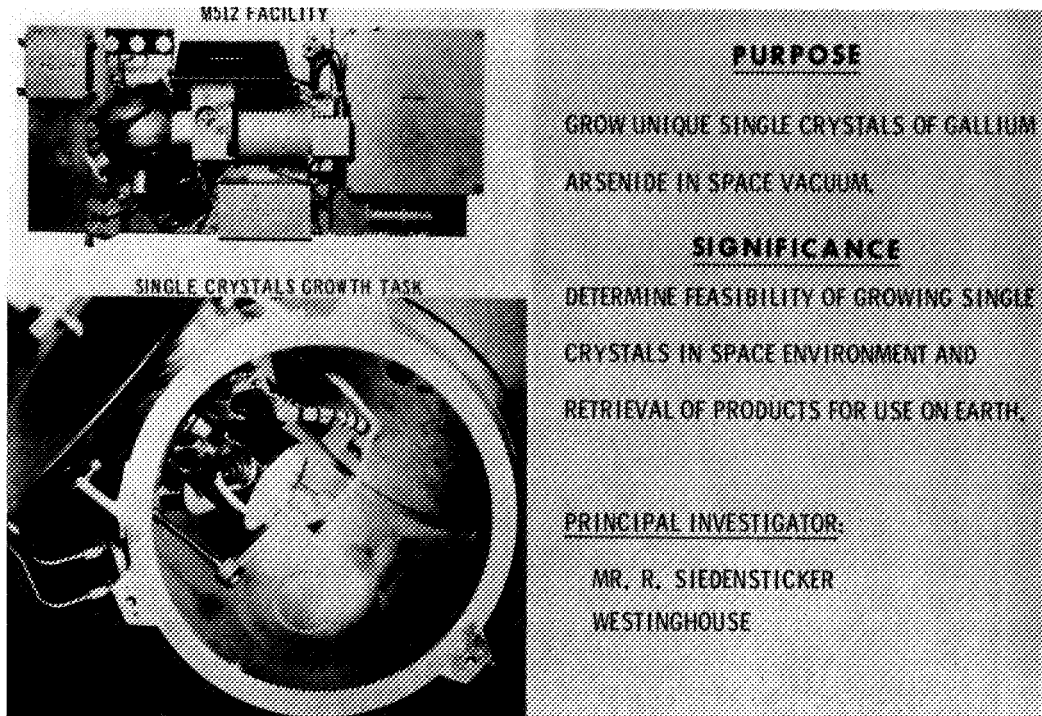 M512 FACILITY
SINGLE CRYSTALS GROWTH TASK
PURPOSE
GROW UNIQUE SINGLE CRYSTALS OF GALLIUM
ARSENIDE IN SPACE VACUUM.
SIGNIFICANCE
DETERMINE FEASIBILITY OF GROWING SINGLE
CRYSTALS IN SPACE ENVIRONMENT AND
RETRIEVAL OF PRODUCTS FOR USE ON EARTH.
PRINCIPAL INVESTIGATOR:
MR. R. SIEDENSTICKER
WESTINGHOUSE